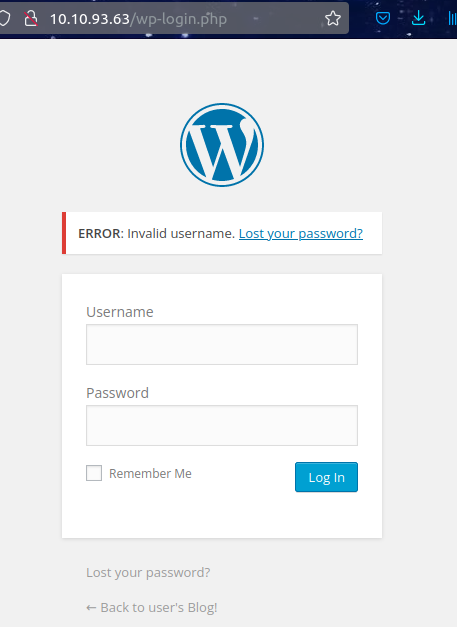 10.10.93.63/wp-login.php
ERROR: Invalid username. Lost your password?
Username
Password
Remember Me
Log In
Lost your password?
← Back to user's Blog!